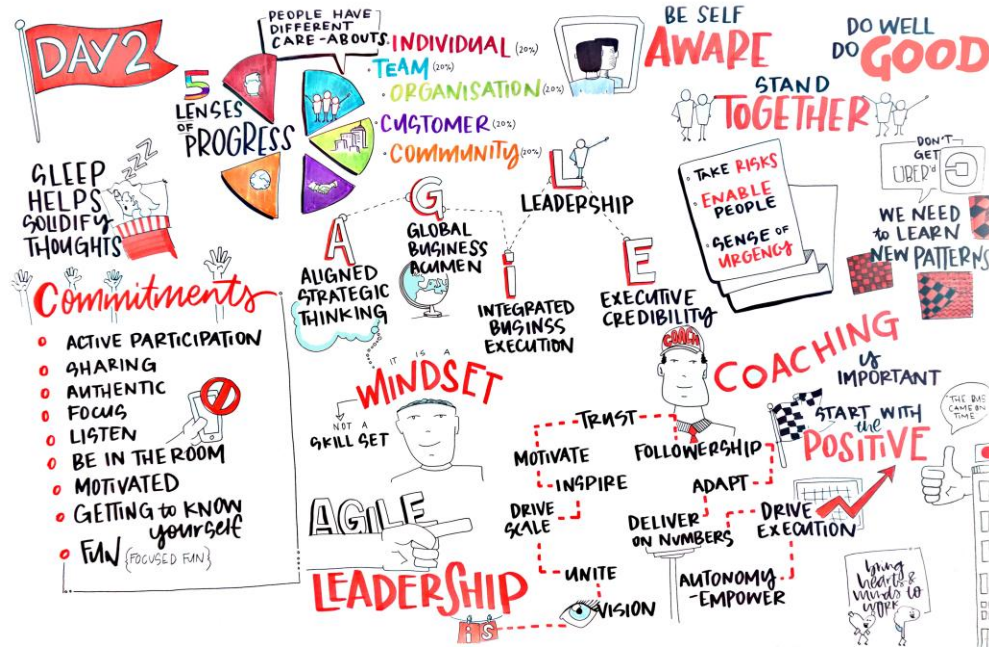 DAY 2
PEOPLE HAVE
DIFFERENT
CARE-ABOUTS.
5
LENSES
OF
PROGRESS
INDIVIDUAL (20%)
TEAM (20%)
ORGANISATION (20%)
CUSTOMER (20%)
COMMUNITY (20%)
BE SELF
AWARE
DO WELL
DO GOOD
STAND
TOGETHER
TAKE RISKS
ENABLE
PEOPLE
SENSE OF
URGENCY
DON'T
GET
UBER'd
WE NEED
to LEARN
NEW PATTERNS
SLEEP
HELPS
SOLIDIFY
THOUGHTS
ZZZ
A
ALIGNED
STRATEGIC
THINKING
G
GLOBAL
BUSINESS
ACUMEN
i
INTEGRATED
BUSINSS
EXECUTION
L
LEADERSHIP
E
EXECUTIVE
CREDIBILITY
Commitments
ACTIVE PARTICIPATION
SHARING
AUTHENTIC
FOCUS
LISTEN
BE IN THE ROOM
MOTIVATED
GETTING to KNOW
yourself
FUN {FOCUSED FUN}
IT IS A
MINDSET
NOT A
SKILL SET
AGILE
LEADERSHIP
is
VISION
UNITE
DRIVE
SCALE
INSPIRE
MOTIVATE
TRUST
FOLLOWERSHIP
ADAPT
DELIVER
ON NUMBERS
DRIVE
EXECUTION
AUTONOMY
-EMPOWER
COACH
COACHING
is
IMPORTANT
START WITH
the
POSITIVE
"THE BUS
CAME ON
TIME"
bring
hearts &
minds to
work